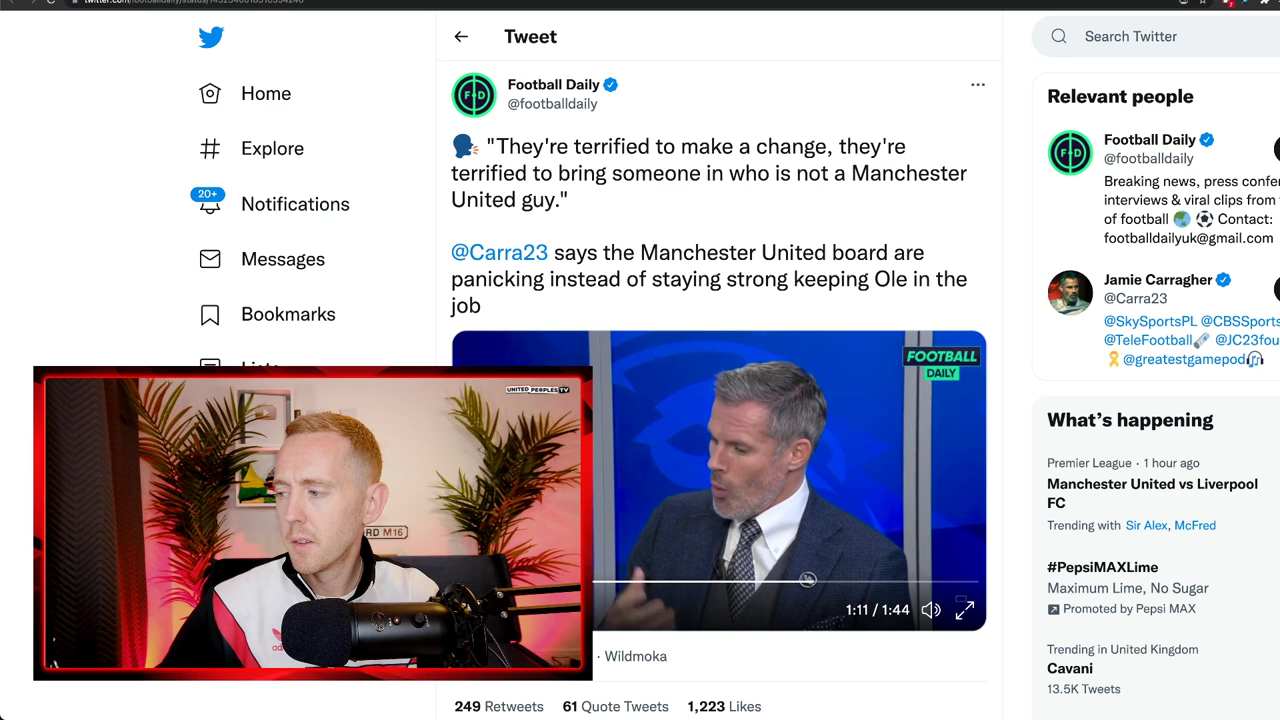 Home
Explore
20+
Notifications
Messages
Bookmarks
Tweet
Football Daily
@footballdaily
"They're terrified to make a change, they're
terrified to bring someone in who is not a Manchester
United guy."
@Carra23 says the Manchester United board are
panicking instead of staying strong keeping Ole in the
job
FOOTBALL
DAILY
1:11 / 1:44
UNITED PEOPLES TV
RD M16
· Wildmoka
249 Retweets 61 Quote Tweets 1,223 Likes
Search Twitter
Relevant people
F D
Football Daily
@footballdaily
Breaking news, press confer
interviews & viral clips from
of football Contact:
footballdailyuk@gmail.com
Jamie Carragher
@Carra23
@SkySportsPL @CBSSports
@TeleFootball @JC23fou
@greatestgamepod
What's happening
Premier League · 1 hour ago
Manchester United vs Liverpool
FC
Trending with Sir Alex, McFred
#PepsiMAXLime
Maximum Lime, No Sugar
Promoted by Pepsi MAX
Trending in United Kingdom
Cavani
13.5K Tweets